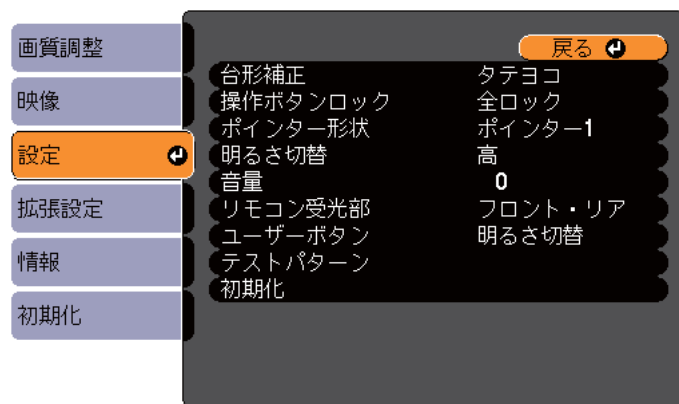 画質調整
映像
設定
拡張設定
情報
初期化
戻る
台形補正 タテヨコ
操作ボタンロック 全ロック
ポインター形状 ポインター1
明るさ切替 高
音量 0
リモコン受光部 フロント・リア
ユーザーボタン 明るさ切替
テストパターン
初期化